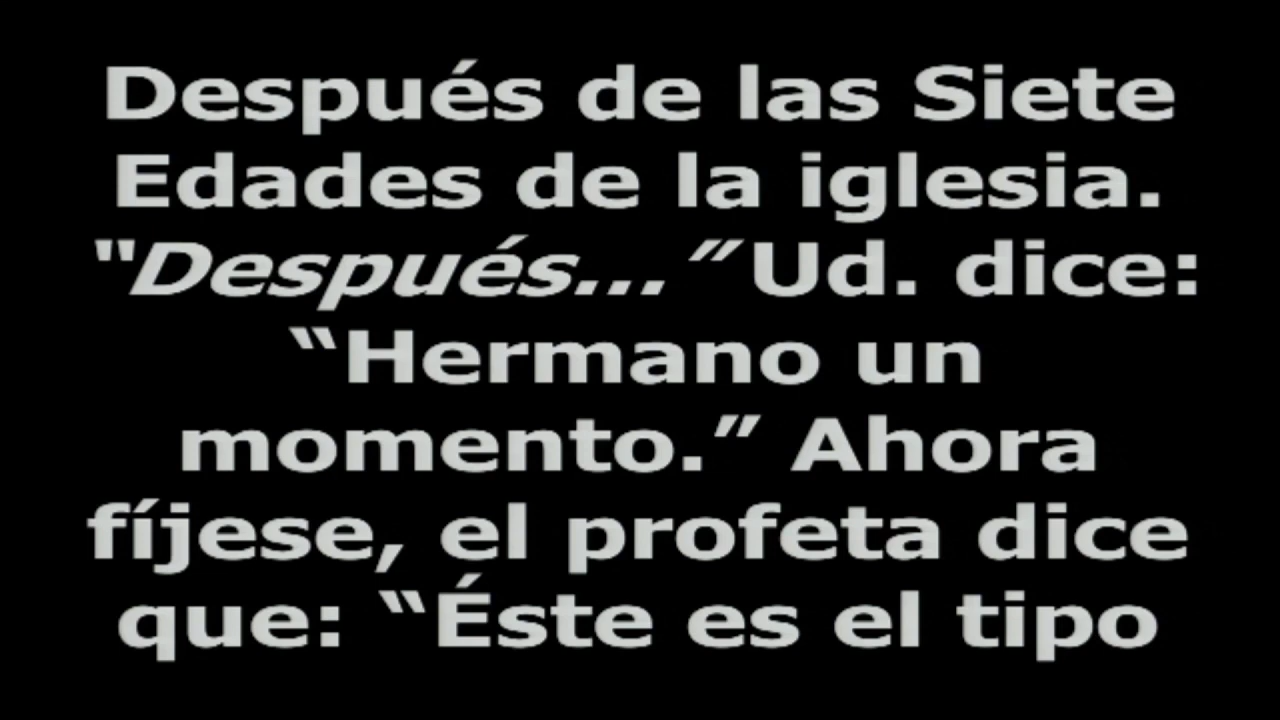 Después de las Siete
Edades de la iglesia.
"Después…” Ud. dice:
“Hermano un
momento.” Ahora
fíjese, el profeta dice
que: “Éste es el tipo